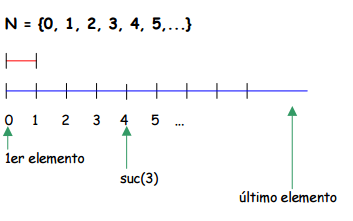 N = {0, 1, 2, 3, 4, 5,...}
0 1 2 3 4 5 ...
1er elemento
suc(3)
último elemento